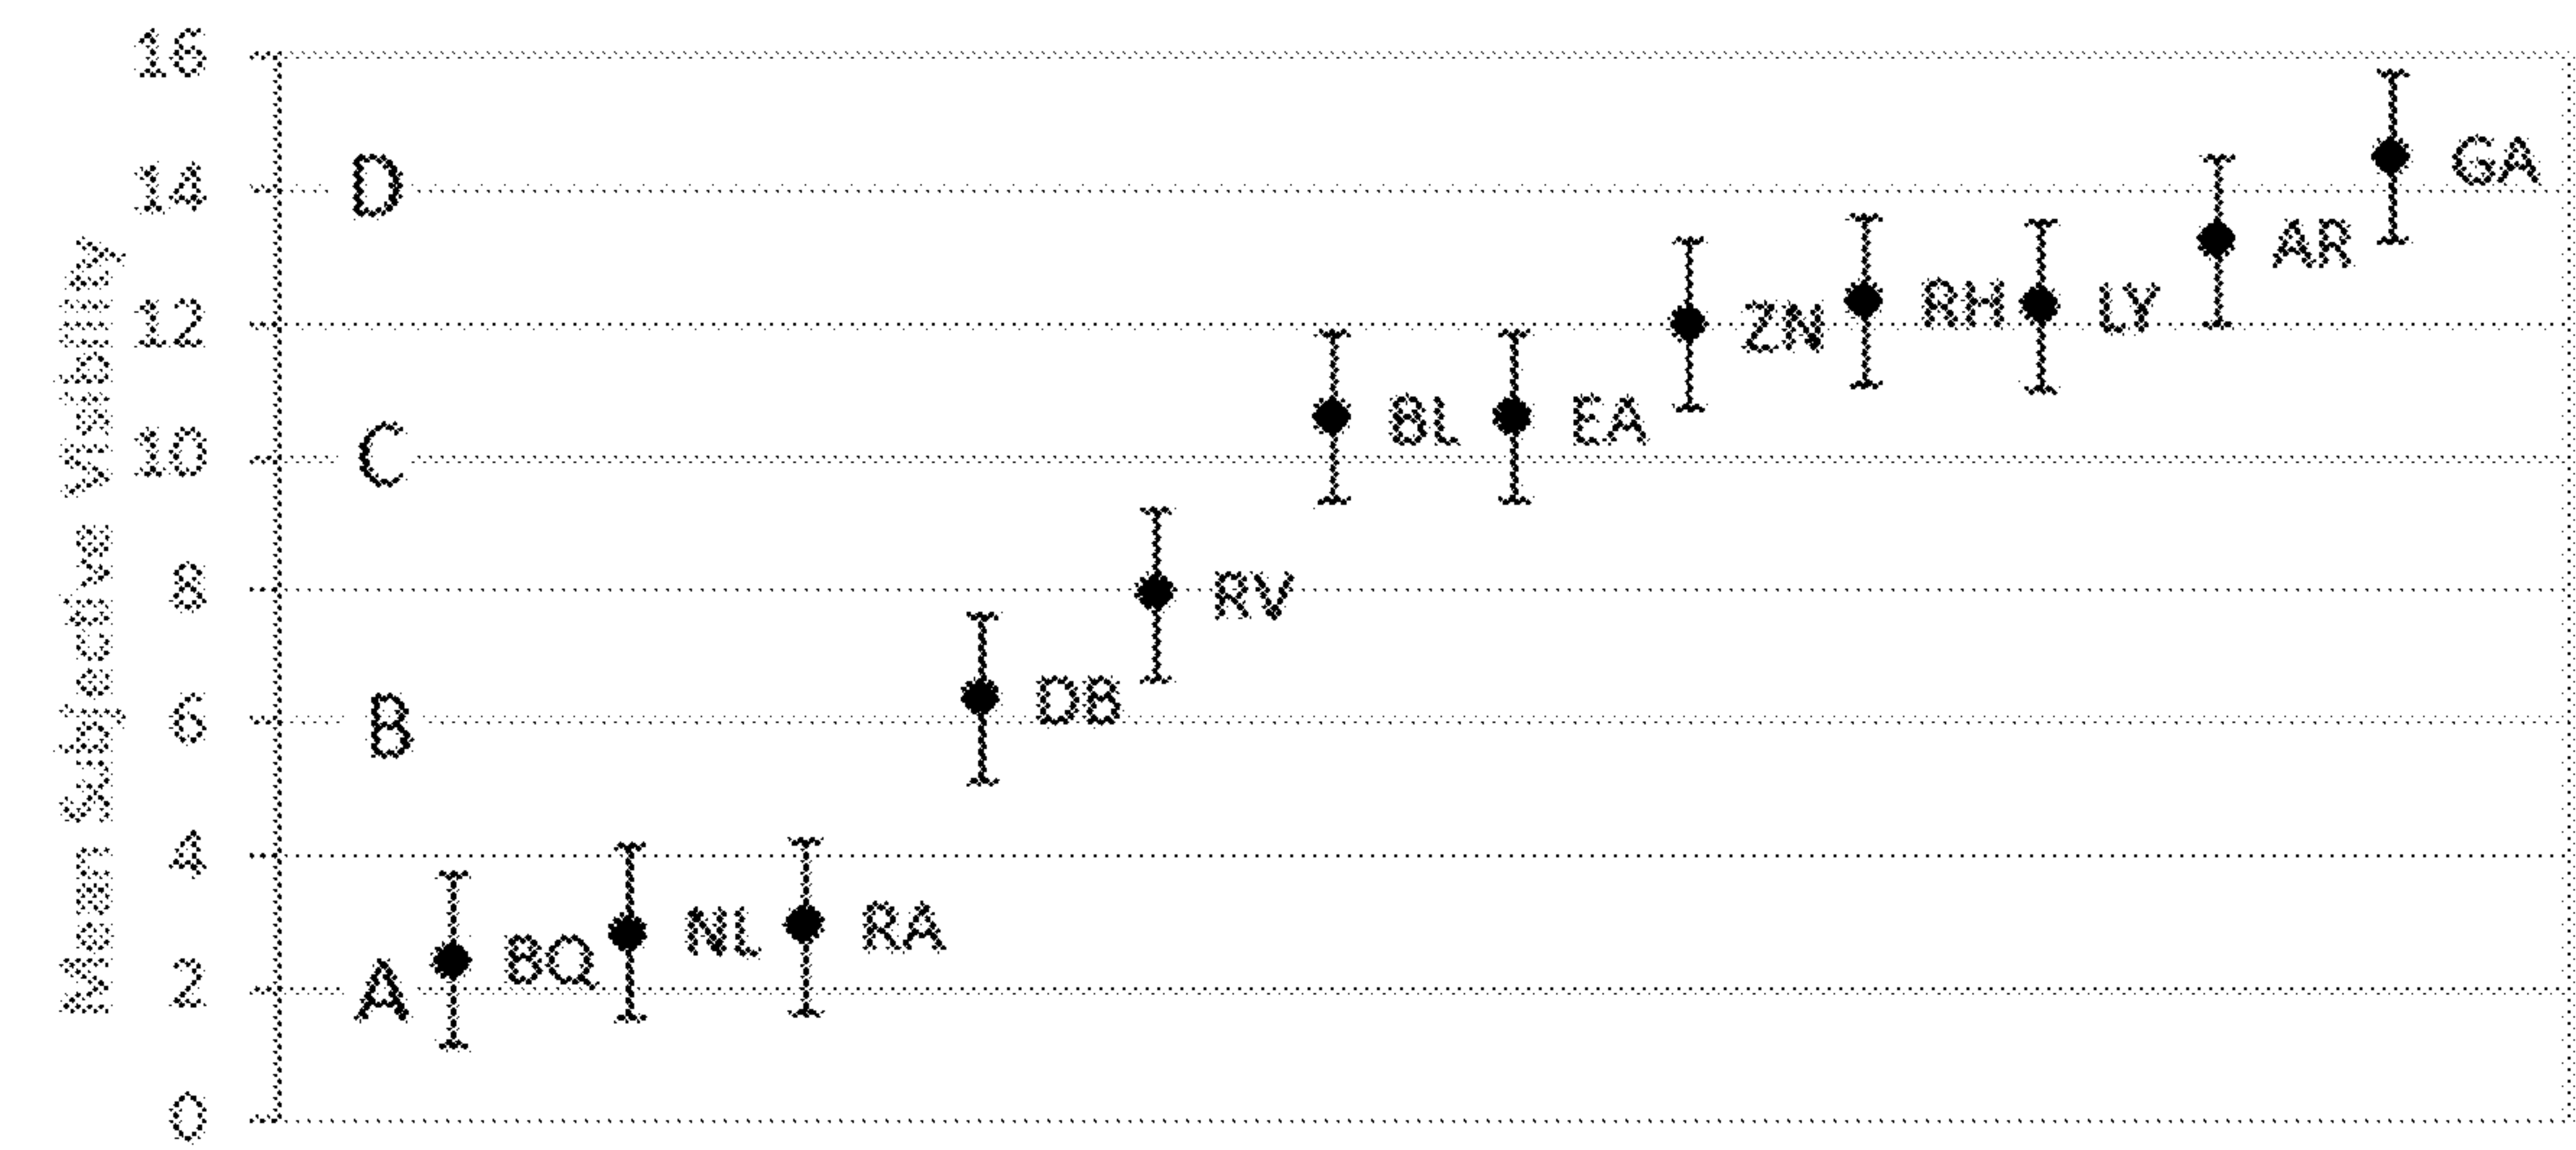 Mean Subjective Visibility
16
14
12
10
8
6
4
2
0
D
C
B
A
BQ
NL
RA
DB
RV
BL
EA
ZN
RH
LY
AR
GA